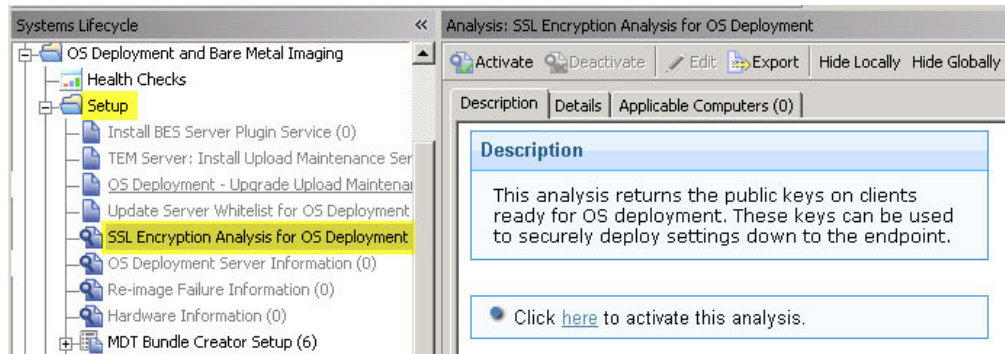 Systems Lifecycle «
OS Deployment and Bare Metal Imaging
Health Checks
Setup
Install BES Server Plugin Service (0)
TEM Server: Install Upload Maintenance Ser
OS Deployment - Upgrade Upload Maintenan
Update Server Whitelist for OS Deployment
SSL Encryption Analysis for OS Deployment
OS Deployment Server Information (0)
Re-image Failure Information (0)
Hardware Information (0)
MDT Bundle Creator Setup (6)
Analysis: SSL Encryption Analysis for OS Deployment
Activate Deactivate Edit Export Hide Locally Hide Globally
Description Details Applicable Computers (0)
Description
This analysis returns the public keys on clients
ready for OS deployment. These keys can be used
to securely deploy settings down to the endpoint.
Click here to activate this analysis.